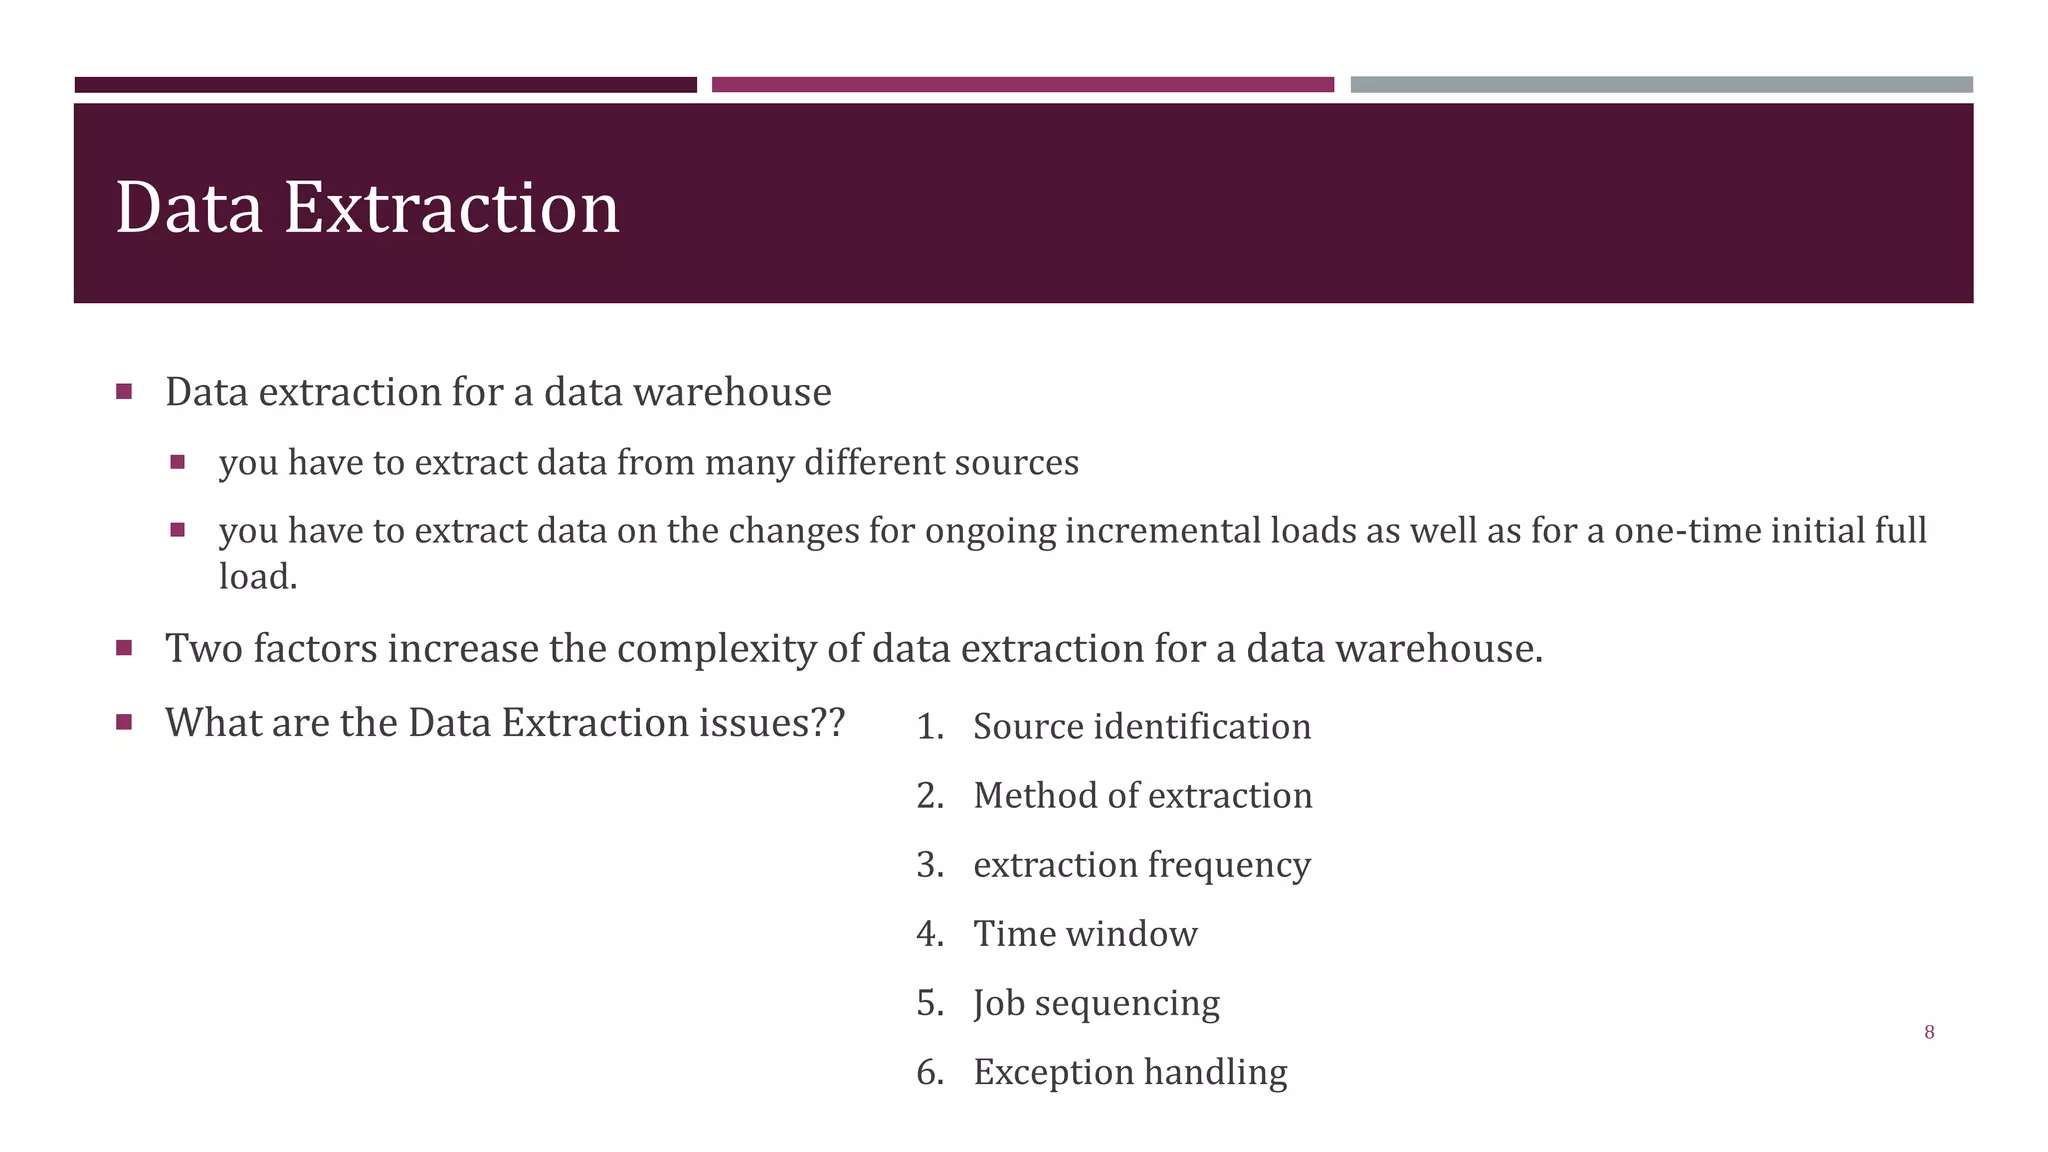 Data Extraction
Data extraction for a data warehouse
you have to extract data from many different sources
you have to extract data on the changes for ongoing incremental loads as well as for a one-time initial full
load.
Two factors increase the complexity of data extraction for a data warehouse.
What are the Data Extraction issues??
1. Source identification
2. Method of extraction
3. extraction frequency
4. Time window
5. Job sequencing
6. Exception handling
8